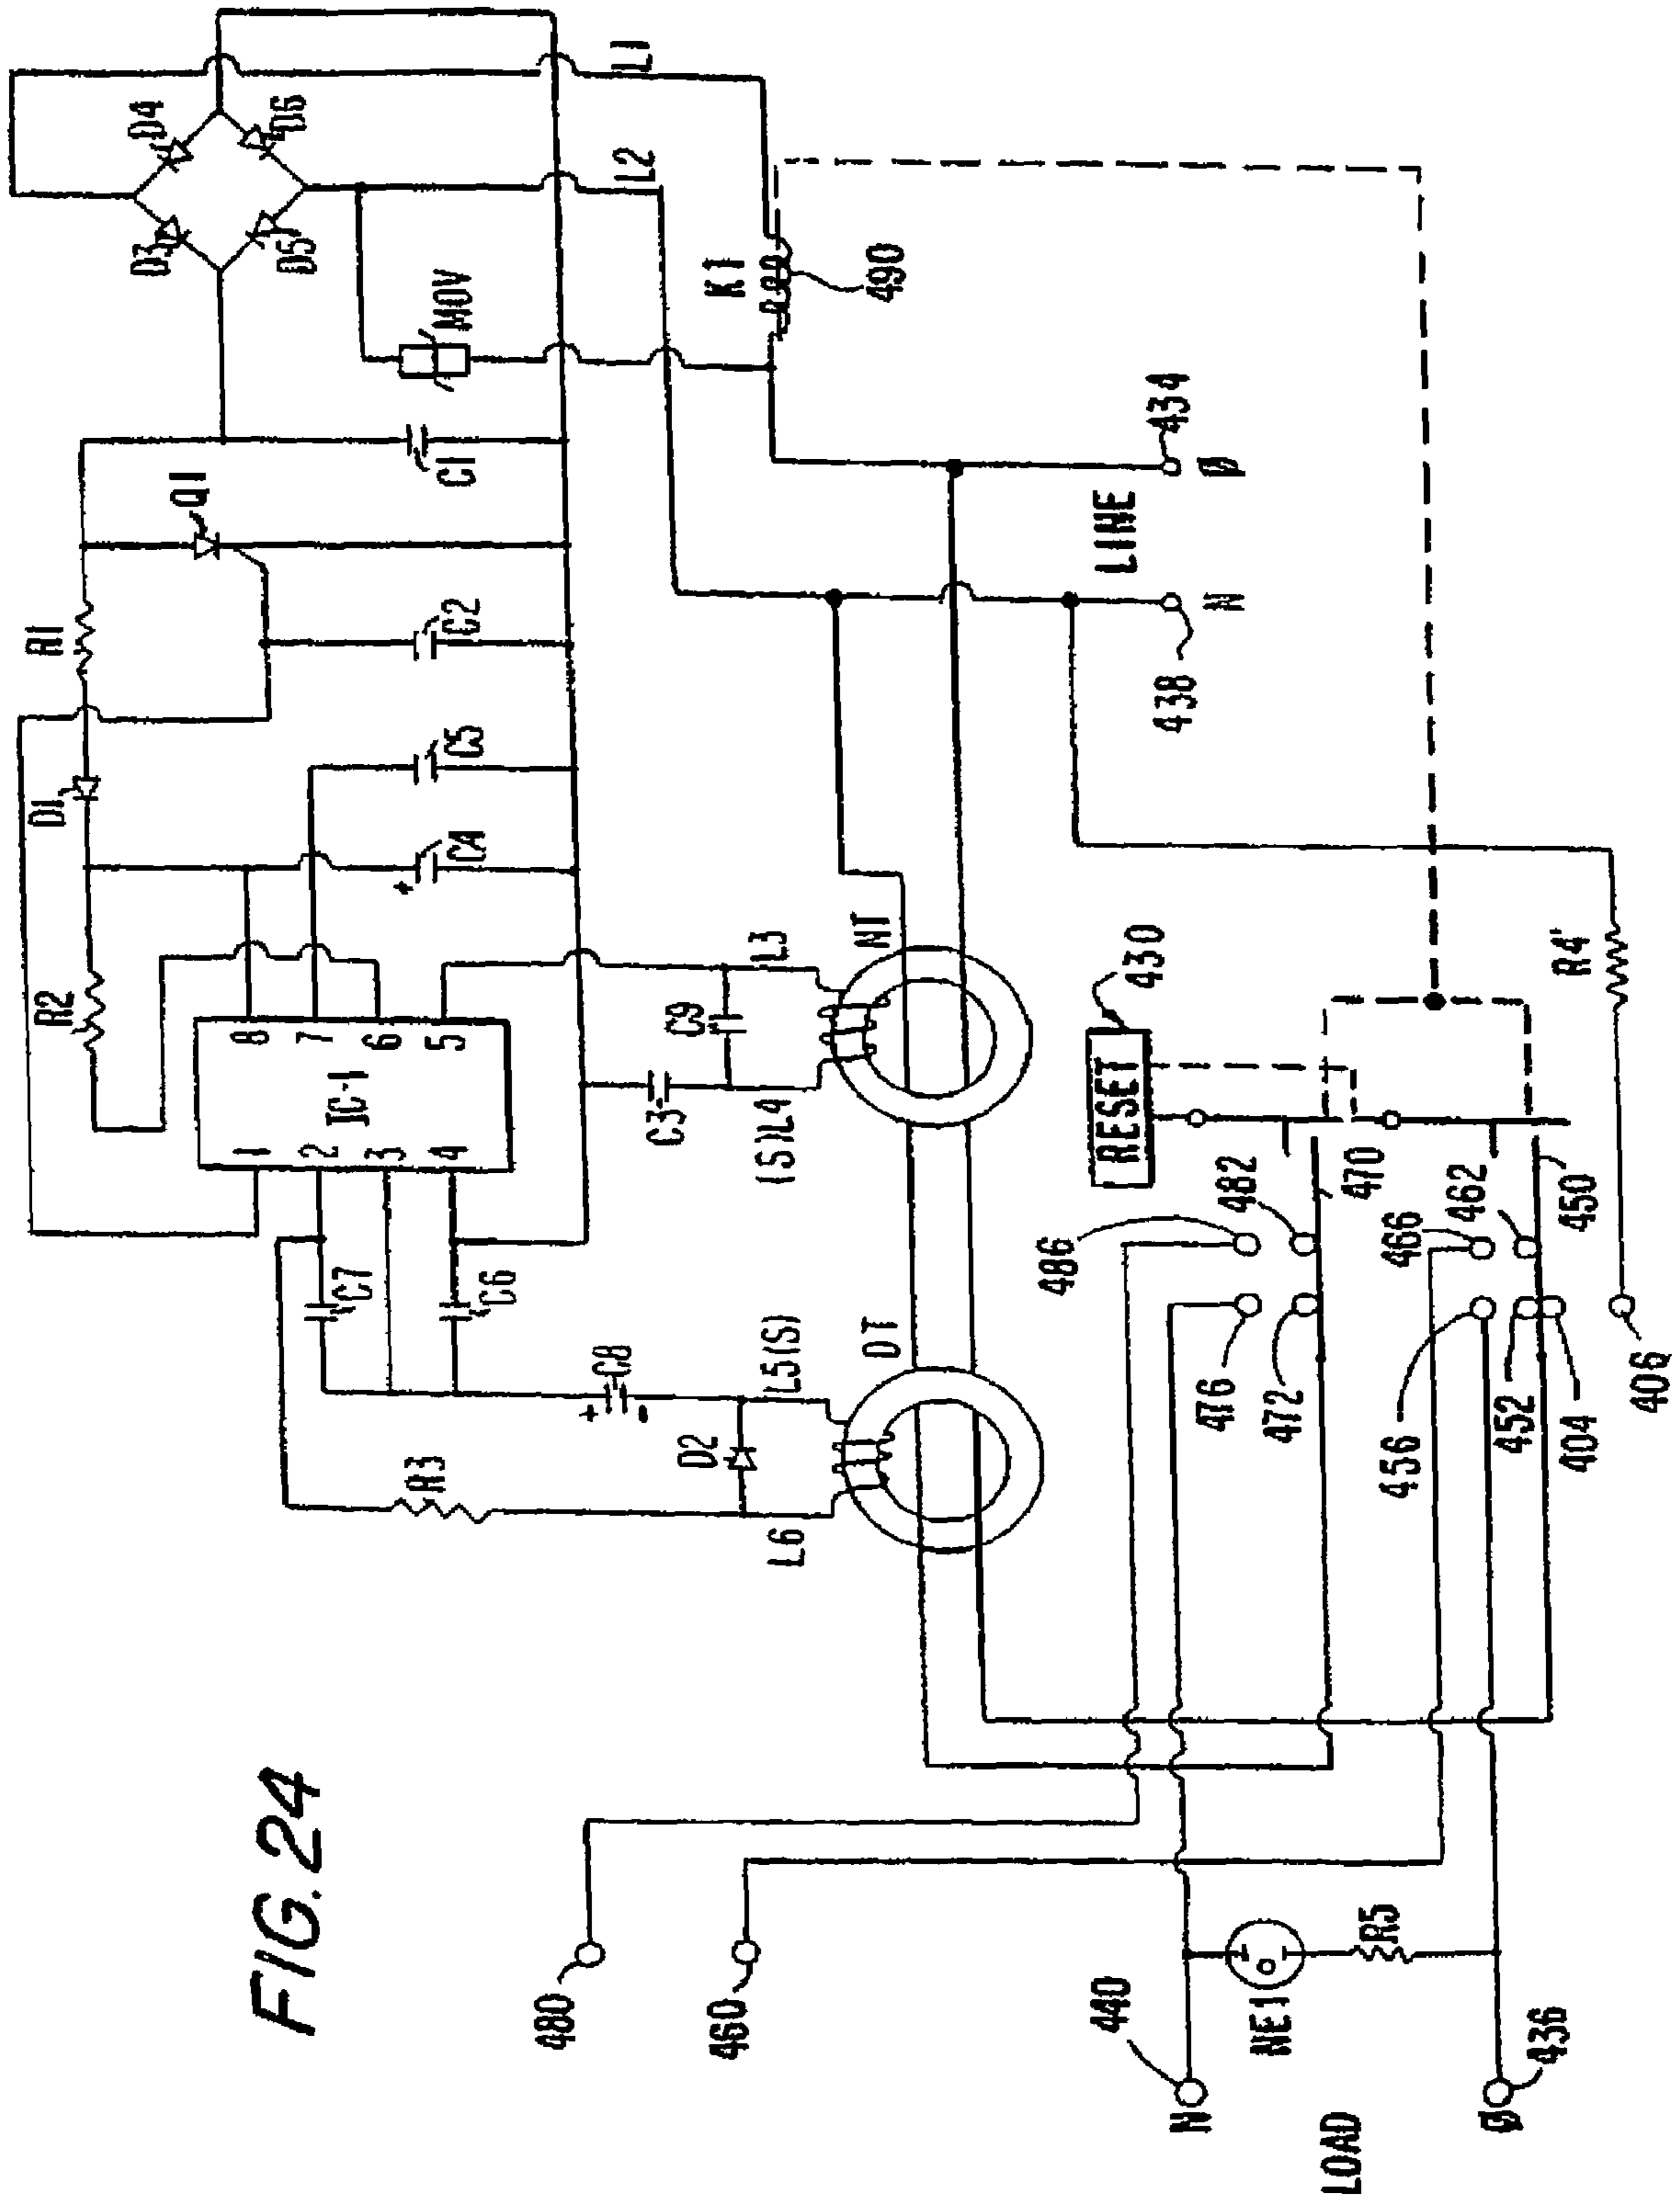 FIG. 24
L1
D4
D6
D3
D5
L2
MOV
K1
490
C1
Q1
434
Ø
LINE
N
438
R1
C2
C5
D1
C4
R2
8
7
6
5
IC-1
1
2
3
4
L3
NT
C9
C3
(S)L4
430
RESET
R4'
C7
C6
C8
+
-
+
L5(S)
DT
D2
R3
L6
482
486
470
462
466
450
476
472
456
452
404
406
480
460
440
N
NE1
R5
LOAD
Ø
436